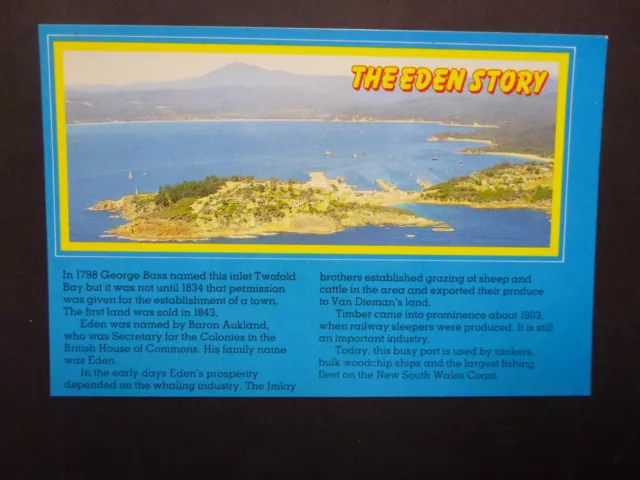 THE EDEN STORY
In 1798 George Bass named this inlet Twofold
Bay but it was not until 1834 that permission
was given for the establishment of a town.
The first land was sold in 1843.
Eden was named by Baron Aukland,
who was Secretary for the Colonies in the
British House of Commons. His family name
was Eden.
In the early days Eden's prosperity
depended on the whaling industry. The Imlay
brothers established grazing of sheep and
cattle in the area and exported their produce
to Van Dieman's land.
Timber came into prominence about 1903,
when railway sleepers were produced. It is still
an important industry.
Today, this busy port is used by tankers,
bulk woodchip ships and the largest fishing
fleet on the New South Wales Coast.